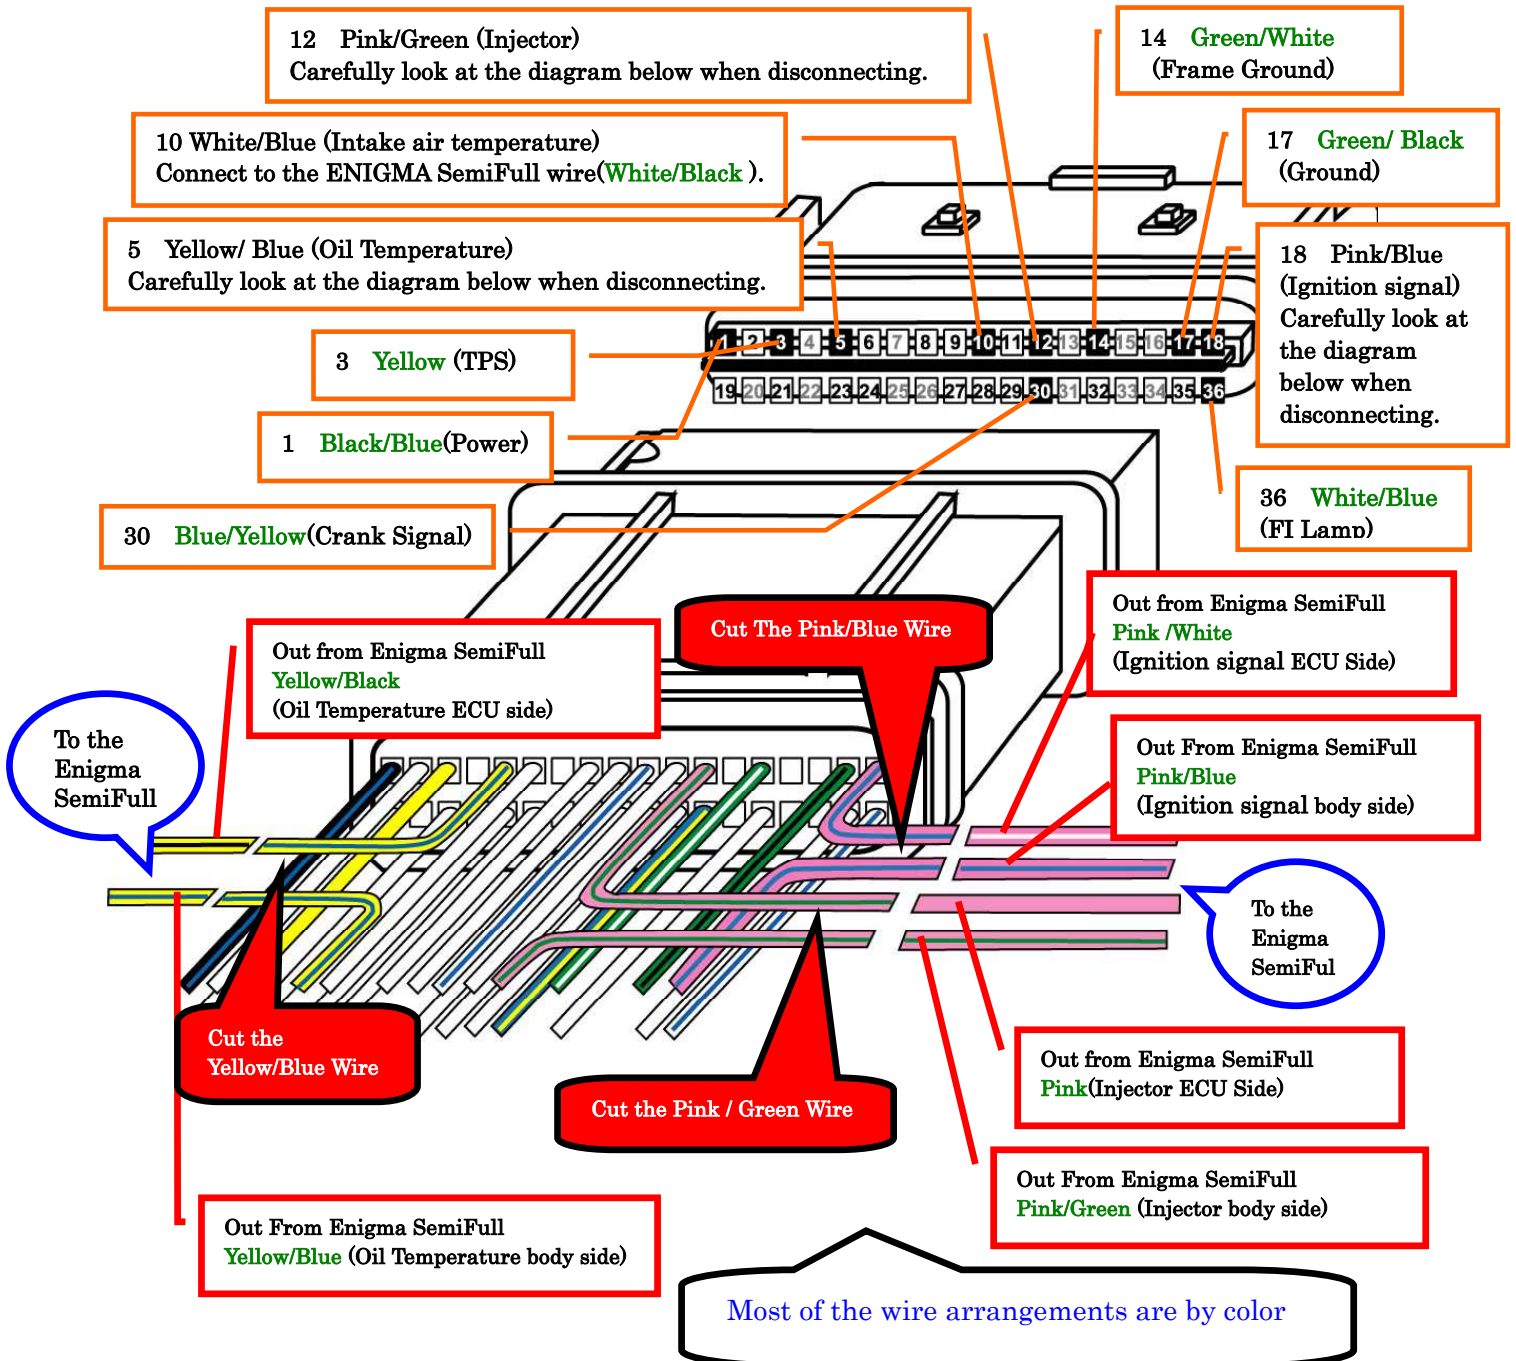 12 Pink/Green (Injector)
Carefully look at the diagram below when disconnecting.
14 Green/White
(Frame Ground)
10 White/Blue (Intake air temperature)
Connect to the ENIGMA SemiFull wire(White/Black ).
17 Green/ Black
(Ground)
5 Yellow/ Blue (Oil Temperature)
Carefully look at the diagram below when disconnecting.
18 Pink/Blue
(Ignition signal)
Carefully look at
the diagram
below when
disconnecting.
3 Yellow (TPS)
1 2 3 4 5 6 7 8 9 10 11 12 13 14 15 16 17 18
19 20 21 22 23 24 25 26 27 28 29 30 31 32 33 34 35 36
1 Black/Blue(Power)
30 Blue/Yellow(Crank Signal)
36 White/Blue
(FI Lamp)
Out from Enigma SemiFull
Yellow/Black
(Oil Temperature ECU side)
Cut The Pink/Blue Wire
Out from Enigma SemiFull
Pink /White
(Ignition signal ECU Side)
Out From Enigma SemiFull
Pink/Blue
(Ignition signal body side)
To the
Enigma
SemiFull
To the
Enigma
SemiFul
Cut the
Yellow/Blue Wire
Cut the Pink / Green Wire
Out from Enigma SemiFull
Pink(Injector ECU Side)
Out From Enigma SemiFull
Pink/Green (Injector body side)
Out From Enigma SemiFull
Yellow/Blue (Oil Temperature body side)
Most of the wire arrangements are by color